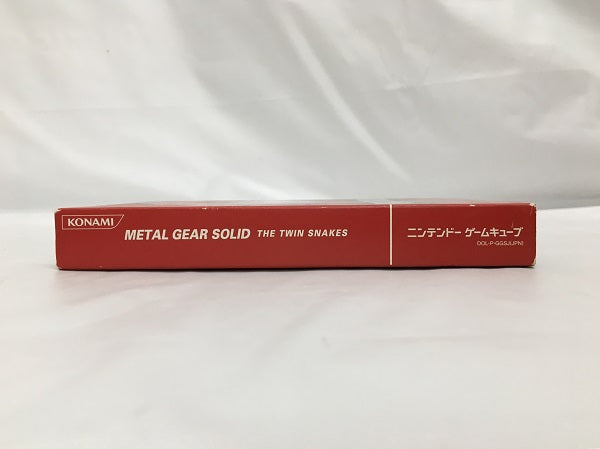 KONAMI
METAL GEAR SOLID THE TWIN SNAKES
ニンテンドー ゲームキューブ
DOL-P-GGSJ(JPN)